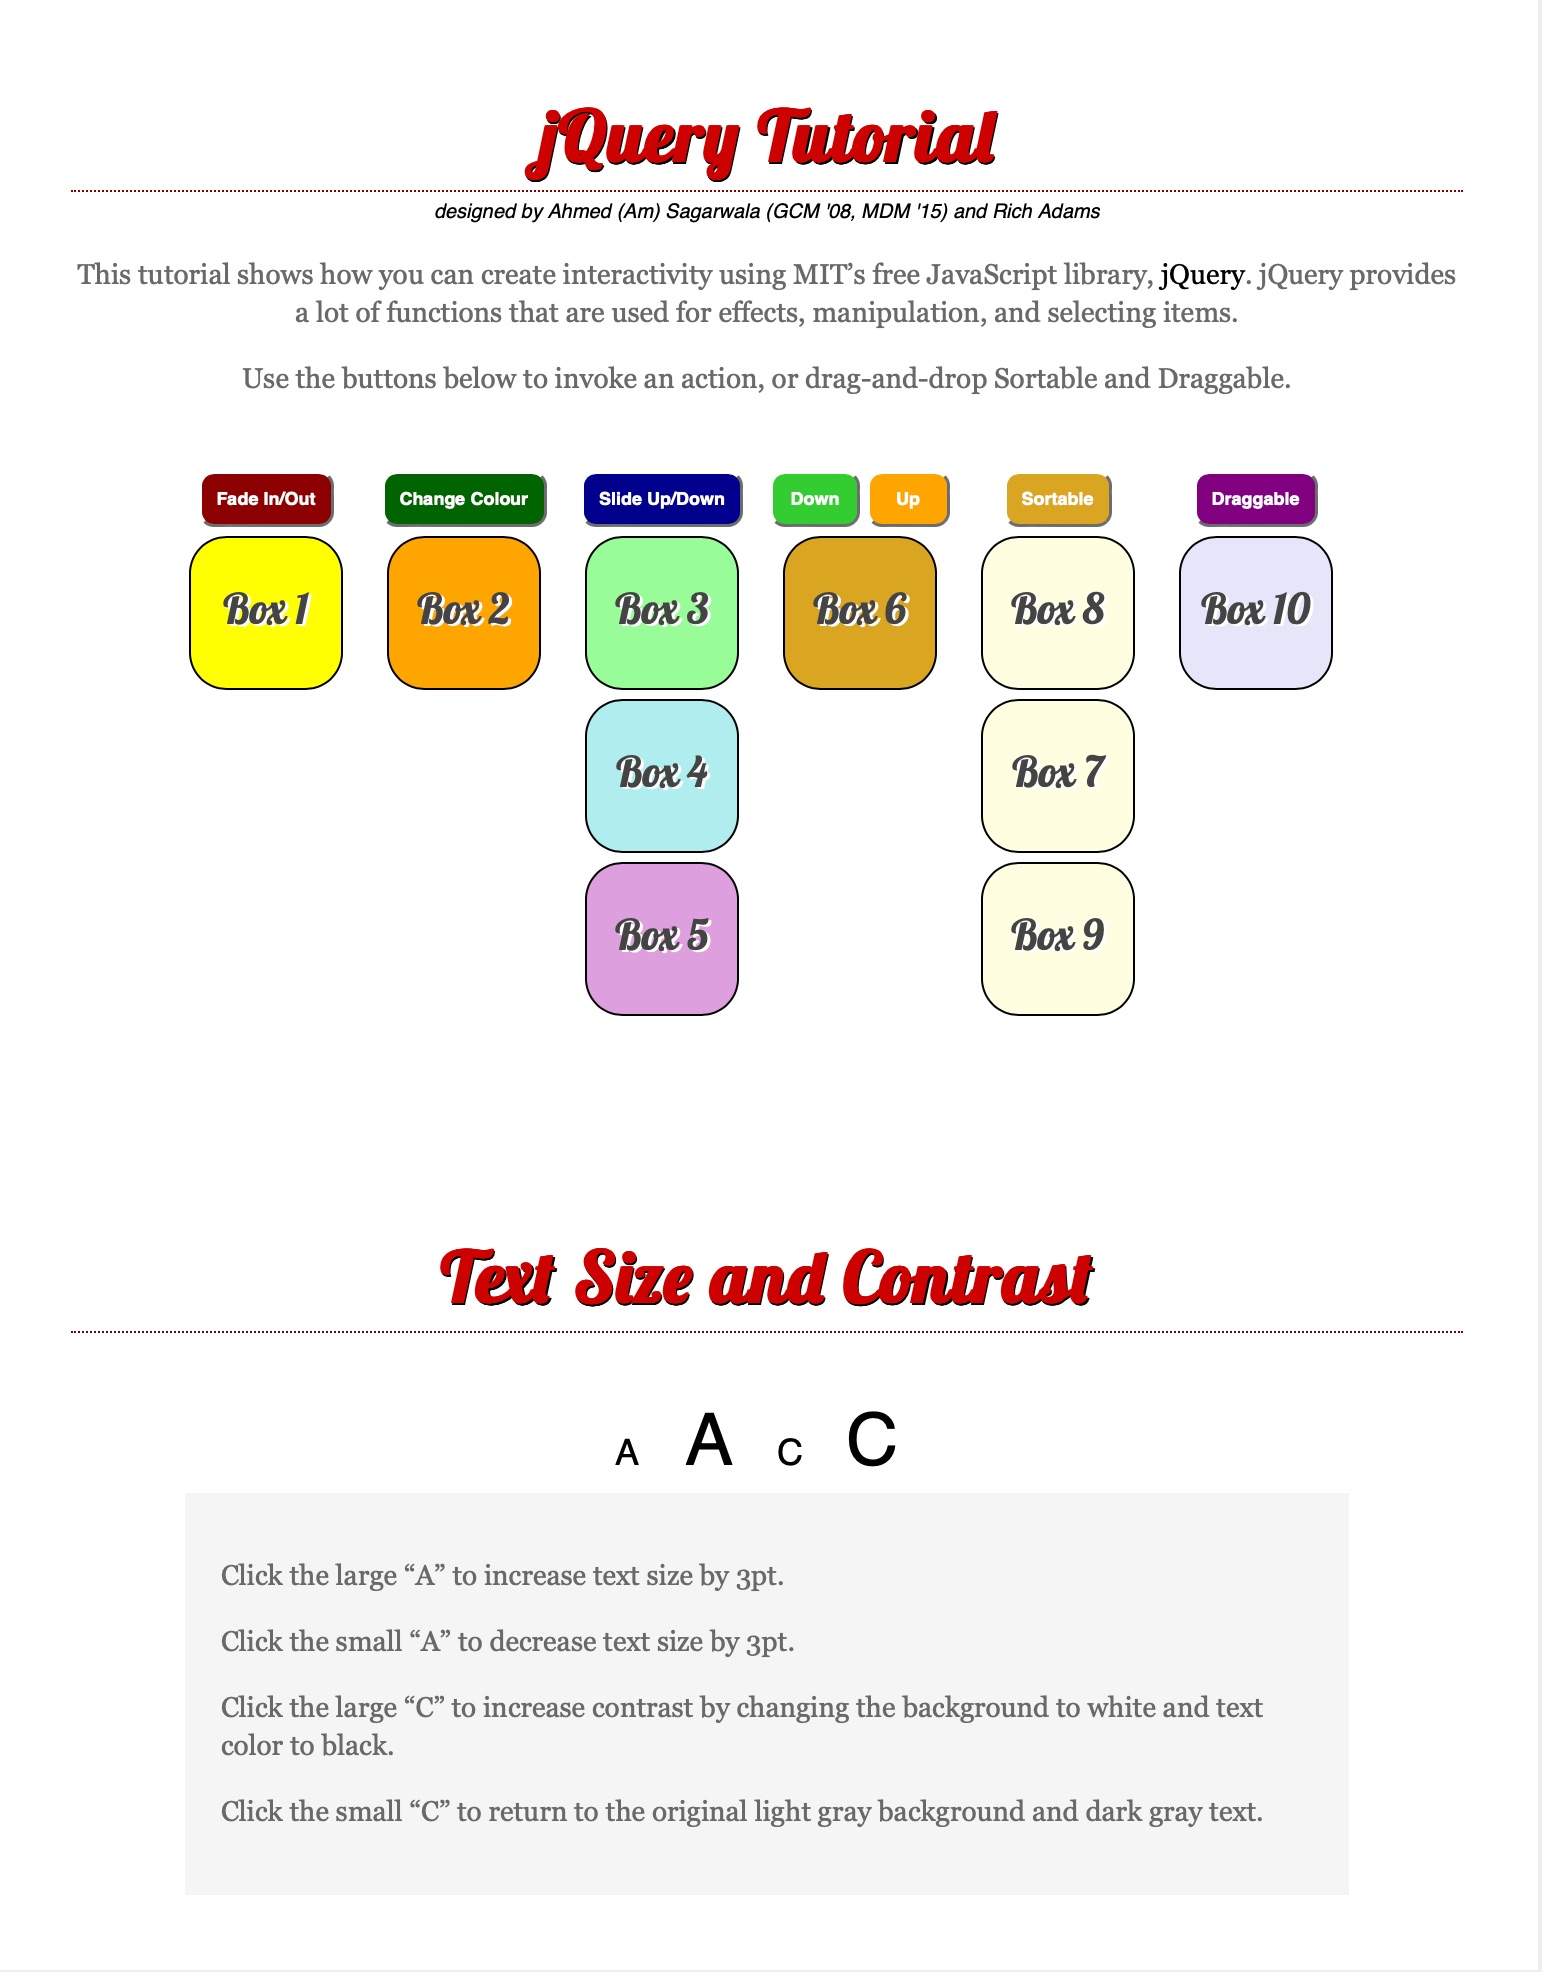 jQuery Tutorial
designed by Ahmed (Am) Sagarwala (GCM '08, MDM '15) and Rich Adams
This tutorial shows how you can create interactivity using MIT’s free JavaScript library, jQuery. jQuery provides
a lot of functions that are used for effects, manipulation, and selecting items.
Use the buttons below to invoke an action, or drag-and-drop Sortable and Draggable.
Fade In/Out Change Colour Slide Up/Down Down Up Sortable Draggable
Box 1 Box 2 Box 3 Box 6 Box 8 Box 10
Box 4 Box 7
Box 5 Box 9
Text Size and Contrast
A A C C
Click the large “A” to increase text size by 3pt.
Click the small “A” to decrease text size by 3pt.
Click the large “C” to increase contrast by changing the background to white and text
color to black.
Click the small “C” to return to the original light gray background and dark gray text.